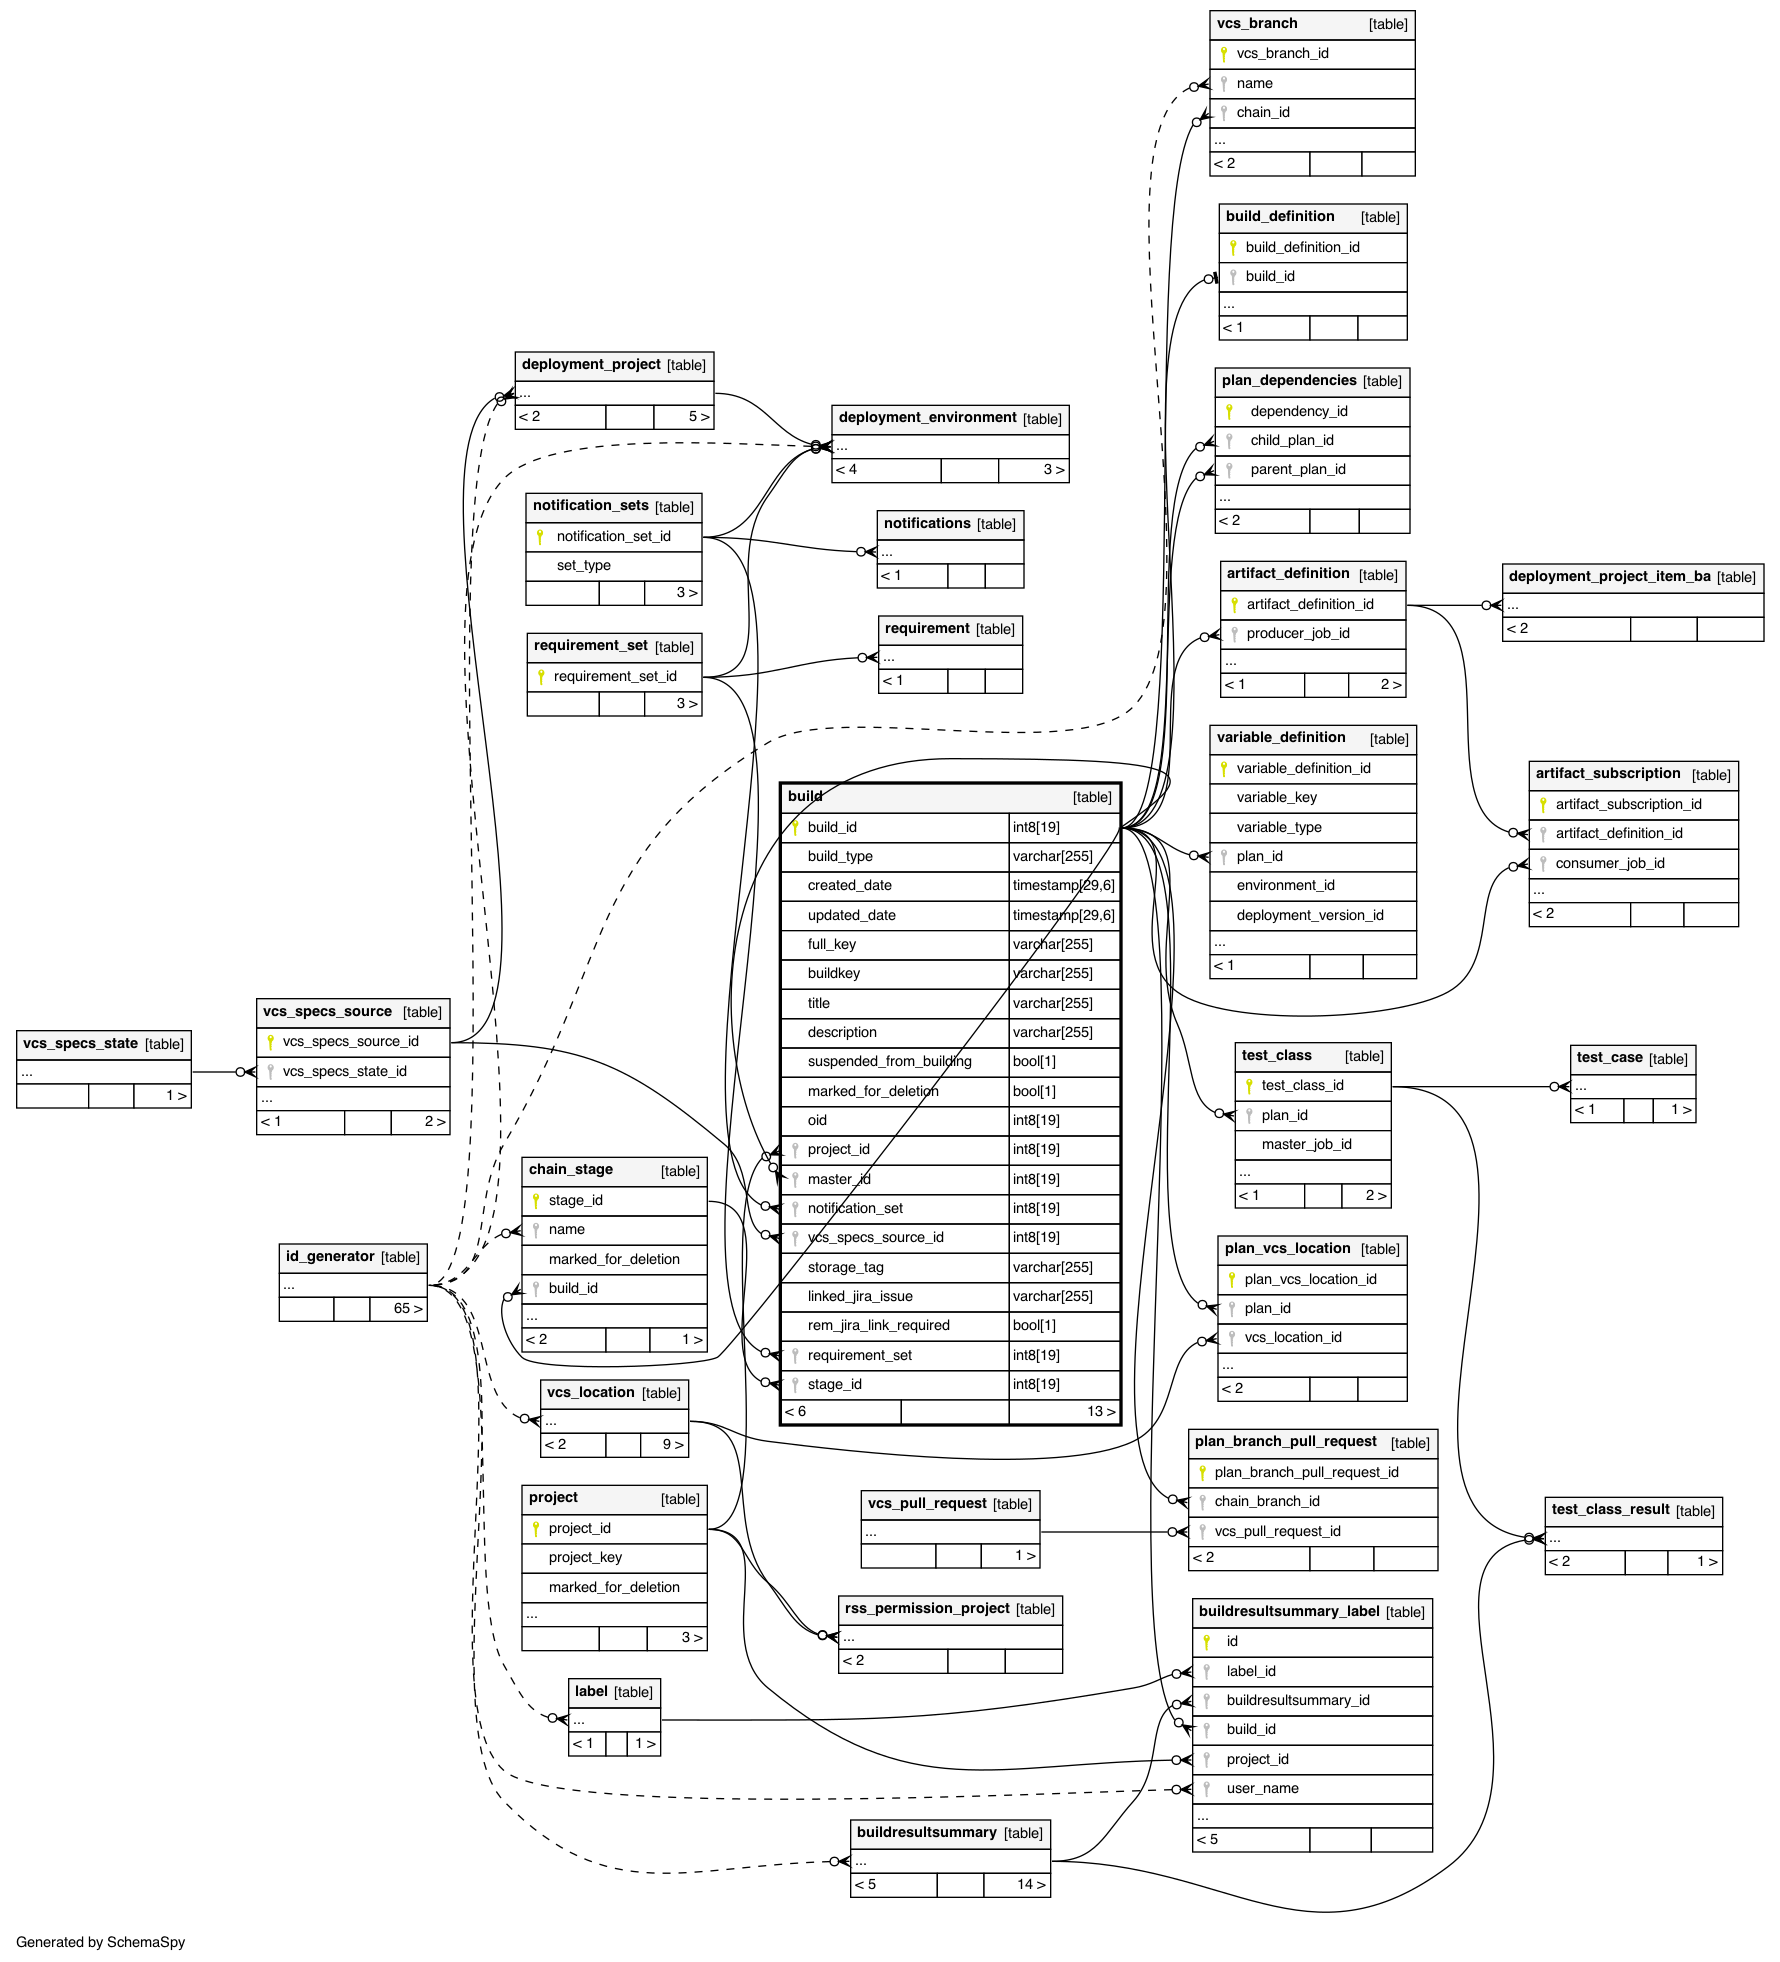 vcs_branch [table]
vcs_branch_id
name
chain_id
...
< 2
build_definition [table]
build_definition_id
build_id
...
< 1
deployment_project [table]
...
< 2 5 >
plan_dependencies [table]
dependency_id
child_plan_id
parent_plan_id
...
< 2
deployment_environment [table]
...
< 4 3 >
notification_sets [table]
notification_set_id
set_type
3 >
notifications [table]
...
< 1
artifact_definition [table]
artifact_definition_id
producer_job_id
...
< 1 2 >
deployment_project_item_ba [table]
...
< 2
requirement_set [table]
requirement_set_id
3 >
requirement [table]
...
< 1
variable_definition [table]
variable_definition_id
variable_key
variable_type
plan_id
environment_id
deployment_version_id
...
< 1
artifact_subscription [table]
artifact_subscription_id
artifact_definition_id
consumer_job_id
...
< 2
build [table]
build_id int8[19]
build_type varchar[255]
created_date timestamp[29,6]
updated_date timestamp[29,6]
full_key varchar[255]
buildkey varchar[255]
title varchar[255]
description varchar[255]
suspended_from_building bool[1]
marked_for_deletion bool[1]
oid int8[19]
project_id int8[19]
master_id int8[19]
notification_set int8[19]
vcs_specs_source_id int8[19]
storage_tag varchar[255]
linked_jira_issue varchar[255]
rem_jira_link_required bool[1]
requirement_set int8[19]
stage_id int8[19]
< 6 13 >
vcs_specs_state [table]
...
1 >
vcs_specs_source [table]
vcs_specs_source_id
vcs_specs_state_id
...
< 1 2 >
test_class [table]
test_class_id
plan_id
master_job_id
...
< 1 2 >
test_case [table]
...
< 1 1 >
chain_stage [table]
stage_id
name
marked_for_deletion
build_id
...
< 2 1 >
id_generator [table]
...
65 >
plan_vcs_location [table]
plan_vcs_location_id
plan_id
vcs_location_id
...
< 2
vcs_location [table]
...
< 2 9 >
plan_branch_pull_request [table]
plan_branch_pull_request_id
chain_branch_id
vcs_pull_request_id
< 2
project [table]
project_id
project_key
marked_for_deletion
...
3 >
vcs_pull_request [table]
...
1 >
test_class_result [table]
...
< 2 1 >
rss_permission_project [table]
...
< 2
buildresultsummary_label [table]
id
label_id
buildresultsummary_id
build_id
project_id
user_name
...
< 5
label [table]
...
< 1 1 >
buildresultsummary [table]
...
< 5 14 >
Generated by SchemaSpy